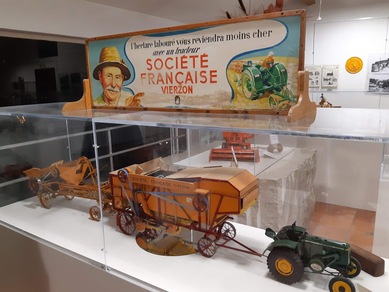 L'hectare labouré vous reviendra moins cher
avec un tracteur
SOCIÉTÉ
FRANÇAISE
VIERZON